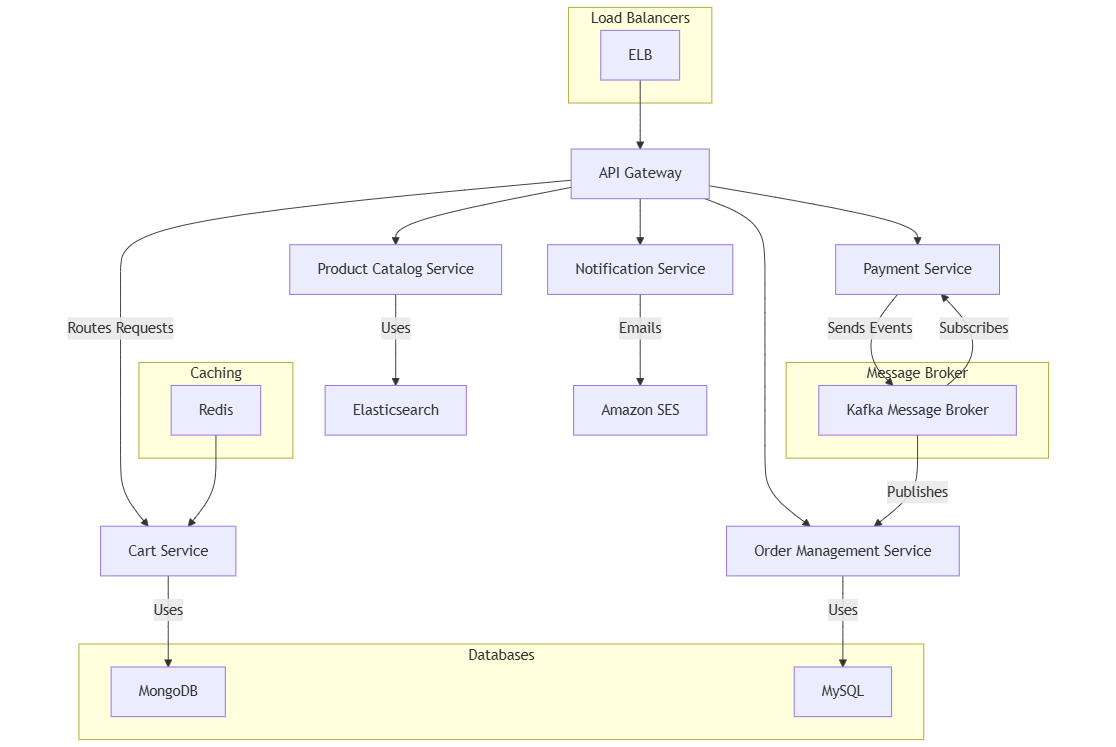 Load Balancers
ELB
API Gateway
Product Catalog Service
Notification Service
Payment Service
Routes Requests
Uses
Emails
Sends Events
Subscribes
Caching
Message Broker
Redis
Elasticsearch
Amazon SES
Kafka Message Broker
Publishes
Cart Service
Order Management Service
Uses
Uses
Databases
MongoDB
MySQL